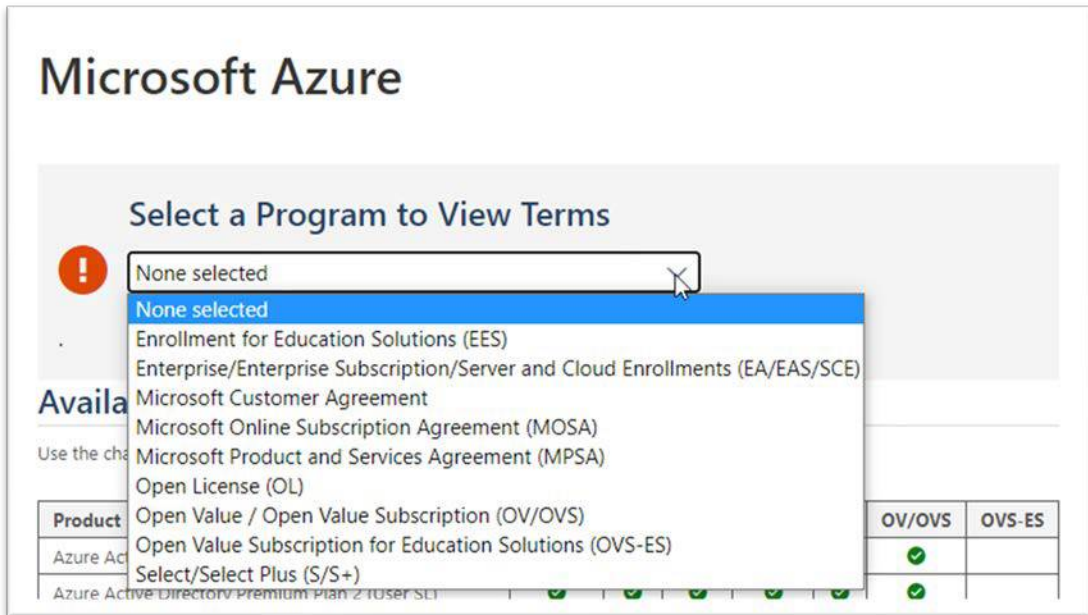 Microsoft Azure
Select a Program to View Terms
!
None selected
None selected
Enrollment for Education Solutions (EES)
Enterprise/Enterprise Subscription/Server and Cloud Enrollments (EA/EAS/SCE)
Microsoft Customer Agreement
Microsoft Online Subscription Agreement (MOSA)
Microsoft Product and Services Agreement (MPSA)
Open License (OL)
Open Value / Open Value Subscription (OV/OVS)
Open Value Subscription for Education Solutions (OVS-ES)
Select/Select Plus (S/S+)
.
Availa
Use the cha
Product OV/OVS OVS-ES
Azure Act
Azure Active Directory Premium Plan 2 (User SL)